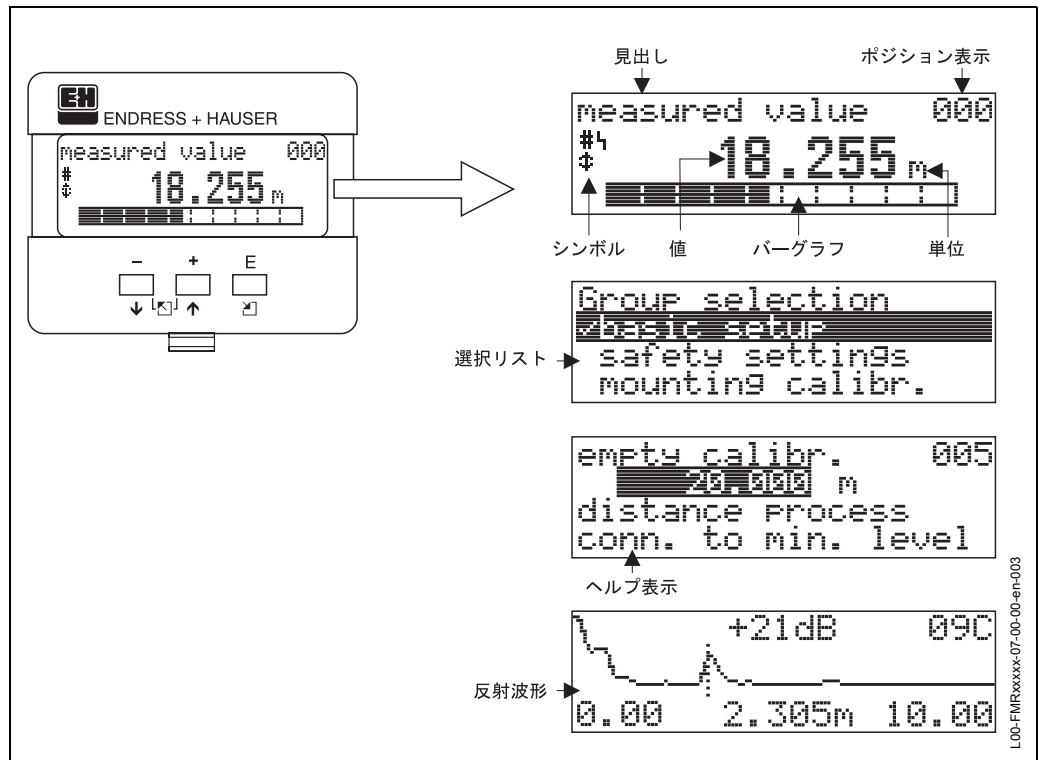 E+H
ENDRESS + HAUSER
measured value 000
#
18.255 m
- + E
見出し ポジション表示
measured value 000
#
18.255 m
シンボル 値 バーグラフ 単位
Group selection
basic setup
safety settings
mounting calibr.
選択リスト
empty calibr. 005
20.000 m
distance process
conn. to min. level
ヘルプ表示
+21dB 09C
反射波形
0.00 2.305m 10.00
L00-FMRxxxxx-07-00-00-en-003